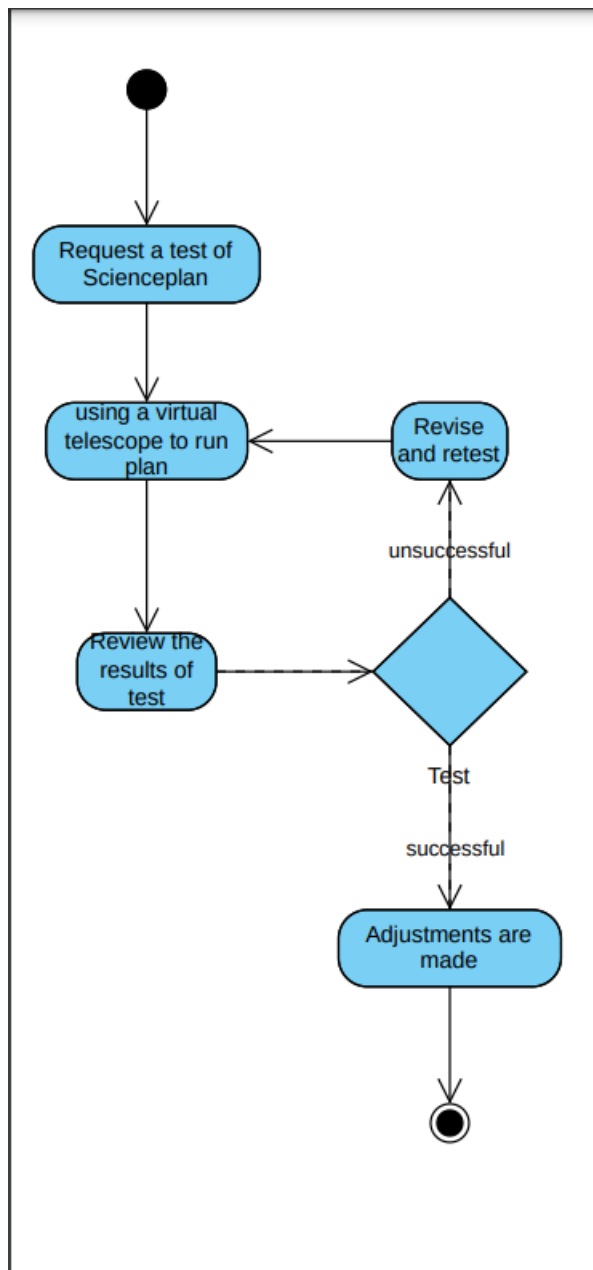 Request a test of
Scienceplan
using a virtual
telescope to run
plan
Revise
and retest
unsuccessful
Review the
results of
test
Test
successful
Adjustments are
made